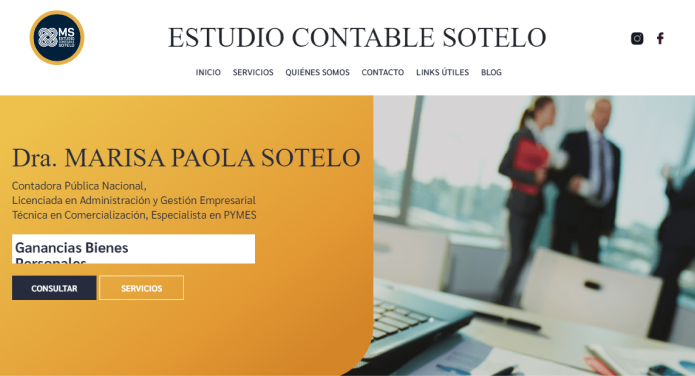 MS
ESTUDIO
CONTABLE
SOTELO
ESTUDIO CONTABLE SOTELO
INICIO SERVICIOS QUIÉNES SOMOS CONTACTO LINKS ÚTILES BLOG
Dra. MARISA PAOLA SOTELO
Contadora Pública Nacional,
Licenciada en Administración y Gestión Empresarial
Técnica en Comercialización, Especialista en PYMES
Ganancias Bienes
Personales
CONSULTAR SERVICIOS